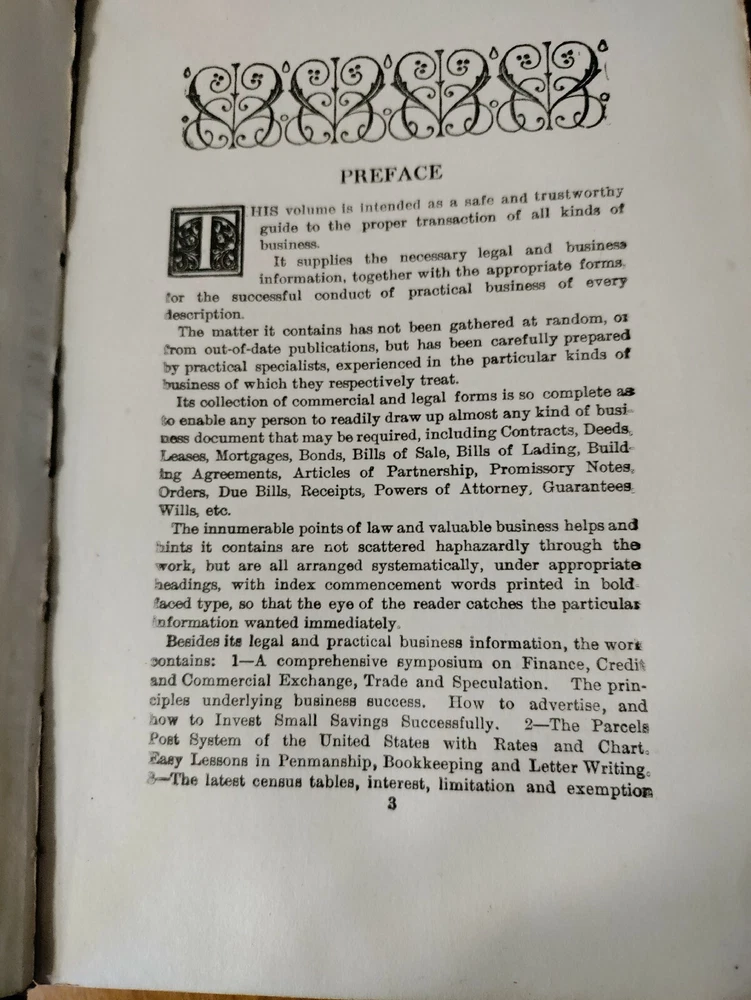 PREFACE
THIS volume is intended as a safe and trustworthy
guide to the proper transaction of all kinds of
business.
It supplies the necessary legal and business
information, together with the appropriate forms,
for the successful conduct of practical business of every
description.
The matter it contains has not been gathered at random, or
from out-of-date publications, but has been carefully prepared
by practical specialists, experienced in the particular kinds of
business of which they respectively treat.
Its collection of commercial and legal forms is so complete as
to enable any person to readily draw up almost any kind of busi-
ness document that may be required, including Contracts, Deeds,
Leases, Mortgages, Bonds, Bills of Sale, Bills of Lading, Build-
ing Agreements, Articles of Partnership, Promissory Notes,
Orders, Due Bills, Receipts, Powers of Attorney, Guarantees,
Wills, etc.
The innumerable points of law and valuable business helps and
hints it contains are not scattered haphazardly through the
work, but are all arranged systematically, under appropriate
headings, with index commencement words printed in bold-
faced type, so that the eye of the reader catches the particular
information wanted immediately.
Besides its legal and practical business information, the work
contains: 1—A comprehensive symposium on Finance, Credit
and Commercial Exchange, Trade and Speculation. The prin-
ciples underlying business success. How to advertise, and
how to Invest Small Savings Successfully. 2—The Parcels
Post System of the United States with Rates and Chart.
Easy Lessons in Penmanship, Bookkeeping and Letter Writing.
3—The latest census tables, interest, limitation and exemption
3